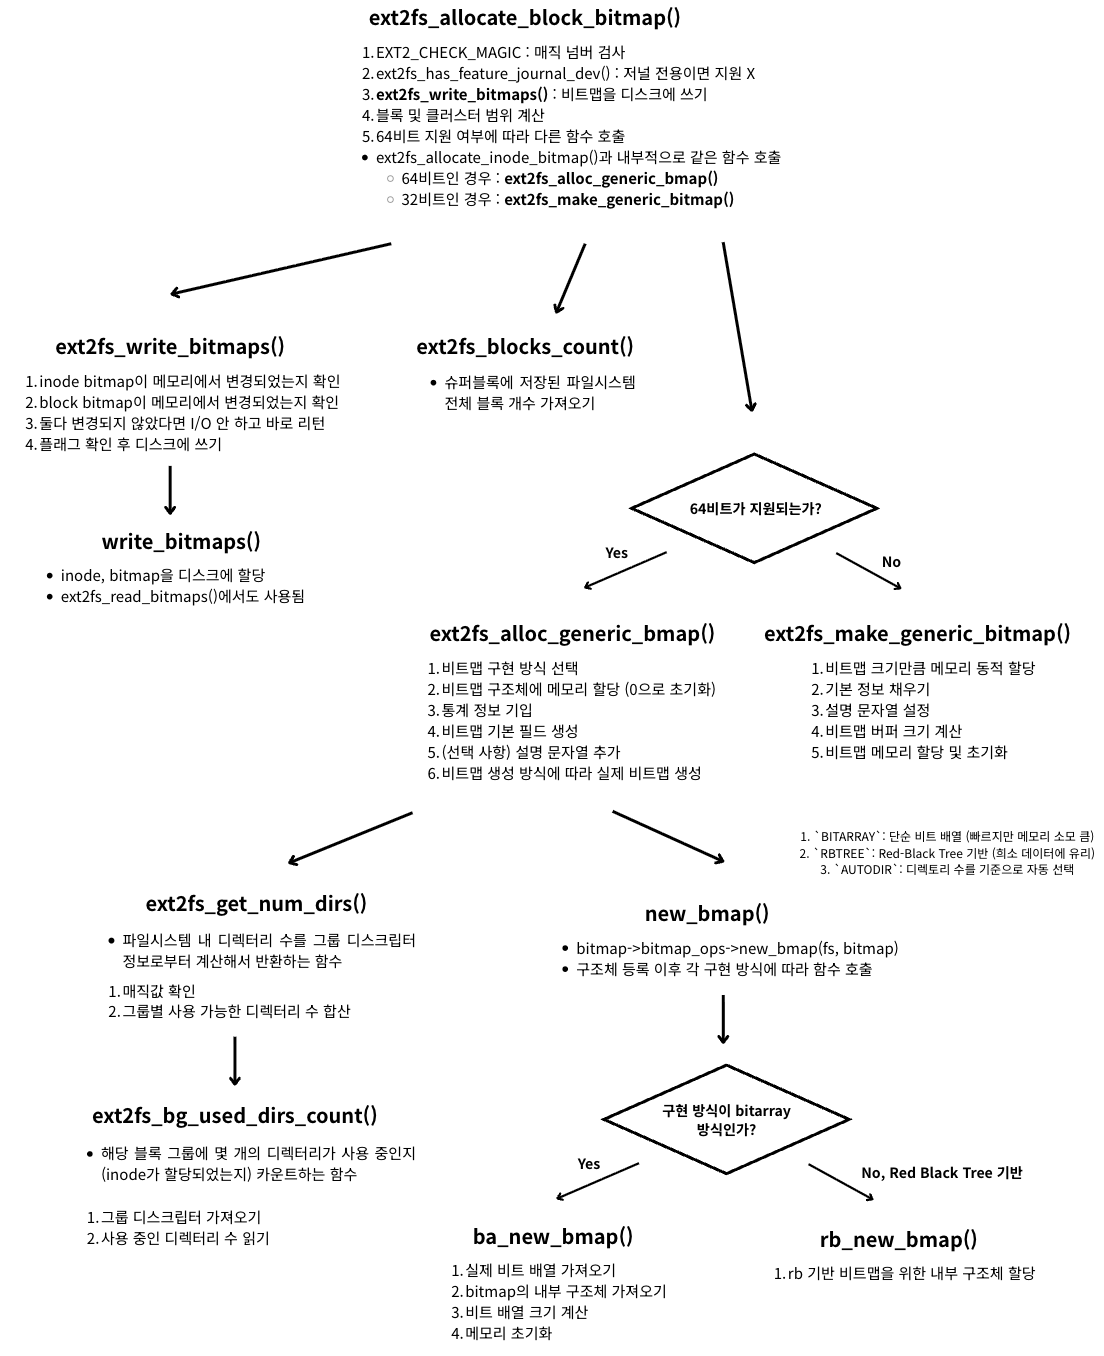 ext2fs_allocate_block_bitmap()
1.EXT2_CHECK_MAGIC : 매직 넘버 검사
2.ext2fs_has_feature_journal_dev() : 저널 전용이면 지원 X
3.ext2fs_write_bitmaps() : 비트맵을 디스크에 쓰기
4.블록 및 클러스터 범위 계산
5.64비트 지원 여부에 따라 다른 함수 호출
• ext2fs_allocate_inode_bitmap()과 내부적으로 같은 함수 호출
○ 64비트인 경우 : ext2fs_alloc_generic_bmap()
○ 32비트인 경우 : ext2fs_make_generic_bitmap()
ext2fs_write_bitmaps()
1.inode bitmap이 메모리에서 변경되었는지 확인
2.block bitmap이 메모리에서 변경되었는지 확인
3.둘다 변경되지 않았다면 I/O 안 하고 바로 리턴
4.플래그 확인 후 디스크에 쓰기
write_bitmaps()
• inode, bitmap을 디스크에 할당
• ext2fs_read_bitmaps()에서도 사용됨
ext2fs_blocks_count()
• 슈퍼블록에 저장된 파일시스템
전체 블록 개수 가져오기
64비트가 지원되는가?
Yes
No
ext2fs_alloc_generic_bmap()
1.비트맵 구현 방식 선택
2.비트맵 구조체에 메모리 할당 (0으로 초기화)
3.통계 정보 기입
4.비트맵 기본 필드 생성
5.(선택 사항) 설명 문자열 추가
6.비트맵 생성 방식에 따라 실제 비트맵 생성
ext2fs_make_generic_bitmap()
1.비트맵 크기만큼 메모리 동적 할당
2.기본 정보 채우기
3.설명 문자열 설정
4.비트맵 버퍼 크기 계산
5.비트맵 메모리 할당 및 초기화
1. `BITARRAY`: 단순 비트 배열 (빠르지만 메모리 소모 큼)
2. `RBTREE`: Red-Black Tree 기반 (희소 데이터에 유리)
3. `AUTODIR`: 디렉토리 수를 기준으로 자동 선택
ext2fs_get_num_dirs()
• 파일시스템 내 디렉터리 수를 그룹 디스크립터
정보로부터 계산해서 반환하는 함수
1.매직값 확인
2.그룹별 사용 가능한 디렉터리 수 합산
ext2fs_bg_used_dirs_count()
• 해당 블록 그룹에 몇 개의 디렉터리가 사용 중인지
(inode가 할당되었는지) 카운트하는 함수
1.그룹 디스크립터 가져오기
2.사용 중인 디렉터리 수 읽기
new_bmap()
• bitmap->bitmap_ops->new_bmap(fs, bitmap)
• 구조체 등록 이후 각 구현 방식에 따라 함수 호출
구현 방식이 bitarray
방식인가?
Yes
No, Red Black Tree 기반
ba_new_bmap()
1.실제 비트 배열 가져오기
2.bitmap의 내부 구조체 가져오기
3.비트 배열 크기 계산
4.메모리 초기화
rb_new_bmap()
1.rb 기반 비트맵을 위한 내부 구조체 할당